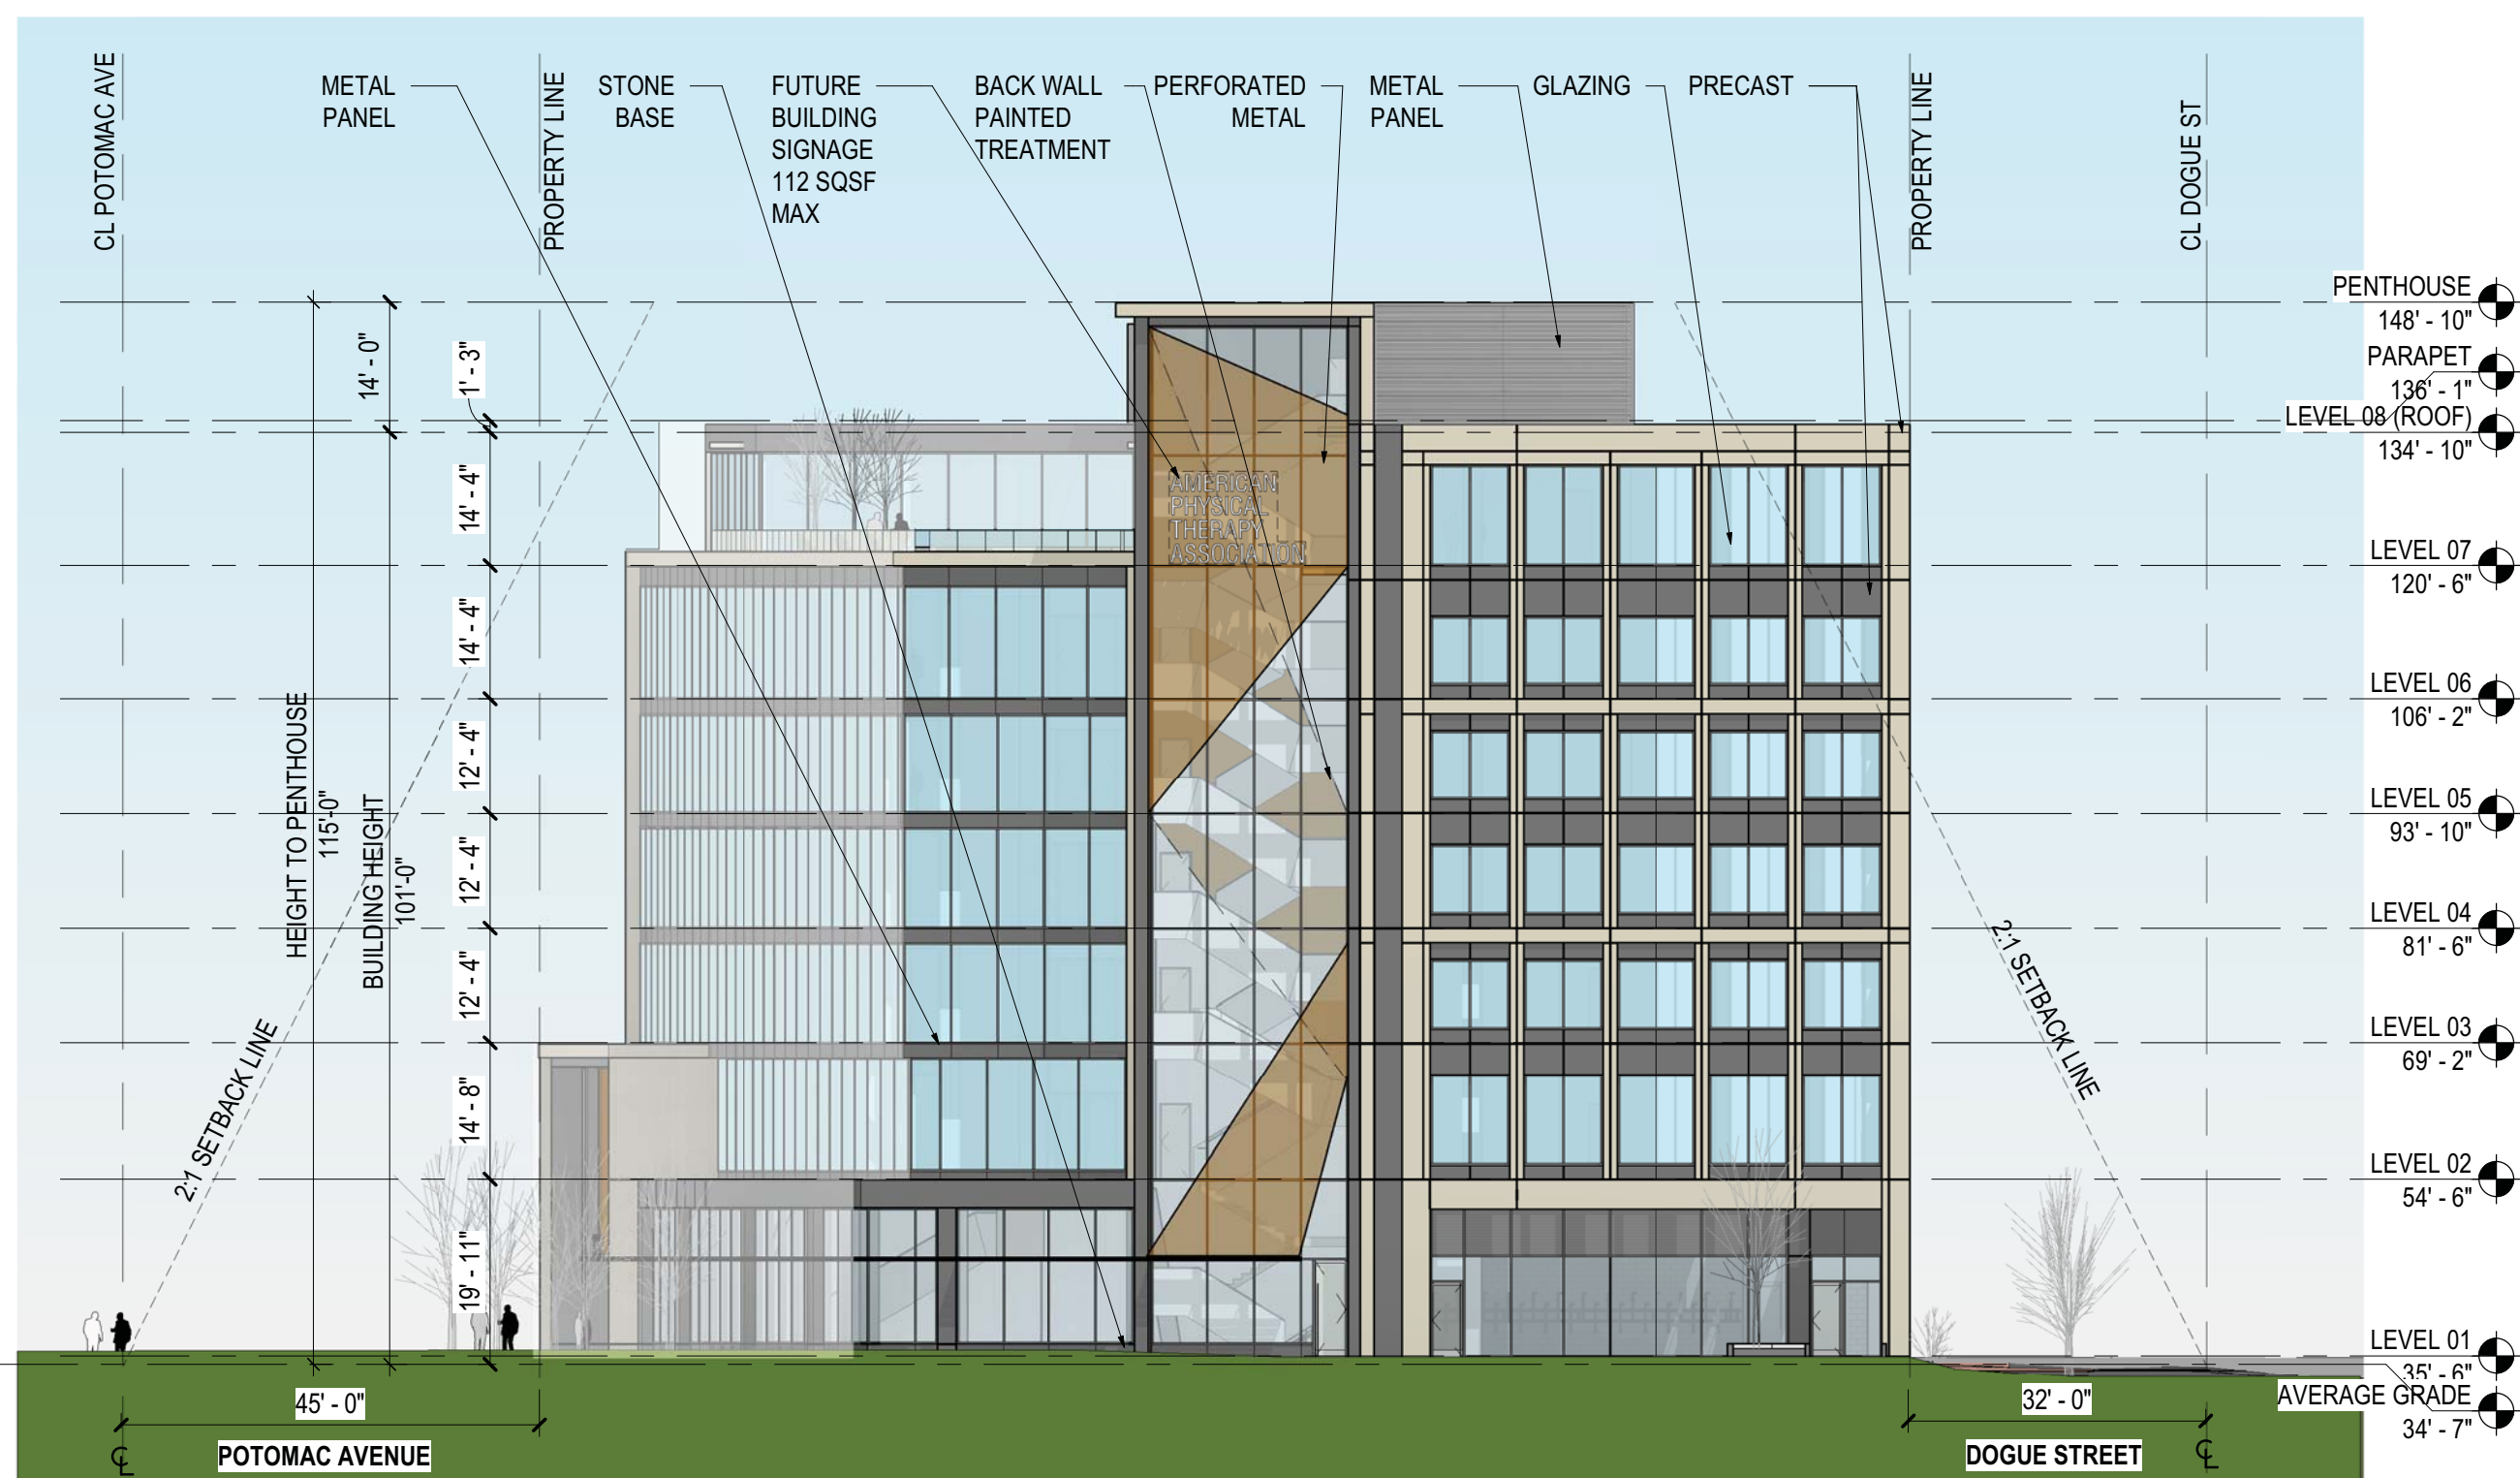 CL POTOMAC AVE
PROPERTY LINE
METAL
PANEL
STONE
BASE
FUTURE
BUILDING
SIGNAGE
112 SQSF
MAX
BACK WALL
PAINTED
TREATMENT
PERFORATED
METAL
METAL
PANEL
GLAZING
PRECAST
PROPERTY LINE
CL DOGUE ST
PENTHOUSE
148' - 10"
PARAPET
136' - 1"
LEVEL 08 (ROOF)
134' - 10"
LEVEL 07
120' - 6"
LEVEL 06
106' - 2"
LEVEL 05
93' - 10"
LEVEL 04
81' - 6"
LEVEL 03
69' - 2"
LEVEL 02
54' - 6"
LEVEL 01
35' - 6"
AVERAGE GRADE
34' - 7"
14' - 0"
1' - 3"
14' - 4"
14' - 4"
12' - 4"
12' - 4"
12' - 4"
14' - 8"
19' - 11"
HEIGHT TO PENTHOUSE
115'-0"
BUILDING HEIGHT
101'-0"
2:1 SETBACK LINE
AMERICAN
PHYSICAL
THERAPY
ASSOCIATION
2:1 SETBACK LINE
45' - 0"
POTOMAC AVENUE
32' - 0"
DOGUE STREET